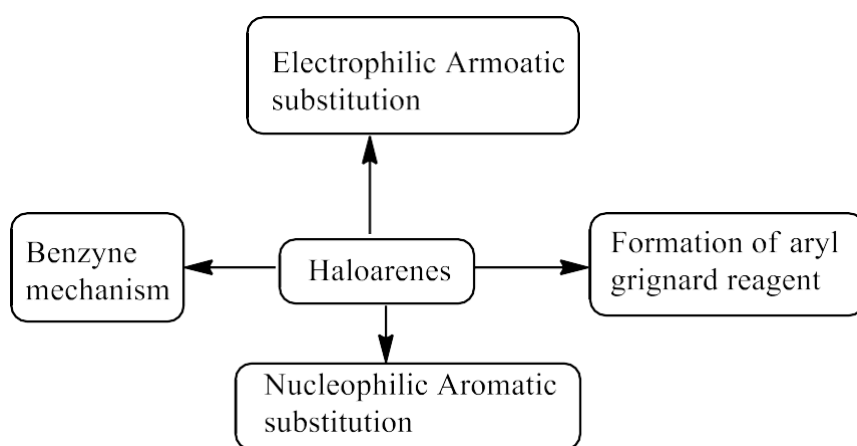 Electrophilic Armoatic
substitution
Benzyne
mechanism
Haloarenes
Formation of aryl
grignard reagent
Nucleophilic Aromatic
substitution